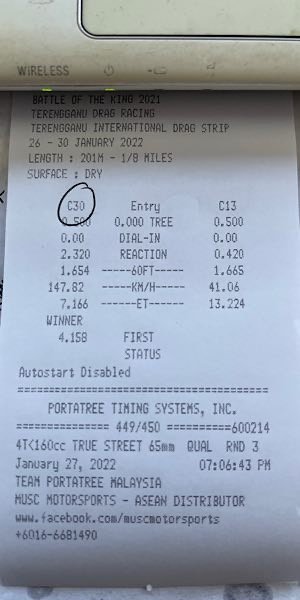 WIRELESS
BATTLE OF THE KING 2021
TERENGGANU DRAG RACING
TERENGGANU INTERNATIONAL DRAG STRIP
26 - 30 JANUARY 2022
LENGTH : 201M - 1/8 MILES
SURFACE : DRY
C30 Entry C13
0.500 0.000 TREE 0.500
0.00 DIAL-IN 0.00
2.320 REACTION 0.420
1.654 -----60FT----- 1.665
147.82 -----KM/H----- 41.06
7.166 ------ET------ 13.224
WINNER
4.158 FIRST
STATUS
Autostart Disabled
=====================================
PORTATREE TIMING SYSTEMS, INC.
============== 449/450 ==========600214
4T<160cc TRUE STREET 65mm QUAL RND 3
January 27, 2022 07:06:43 PM
TEAM PORTATREE MALAYSIA
MUSC MOTORSPORTS - ASEAN DISTRIBUTOR
www.facebook.com/muscmotorsports
+6016-6681490